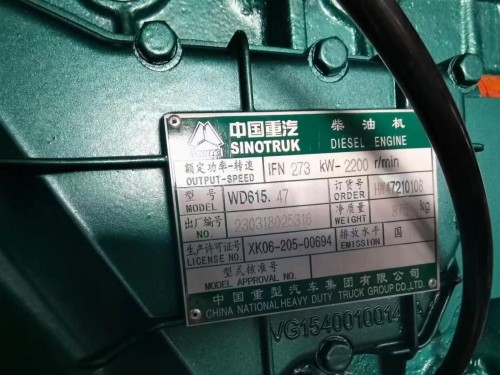 中国重汽 柴油机
SINOTRUK DIESEL ENGINE
额定功率-转速 IFN 273 kW- 2200 r/min
OUTPUT-SPEED
型号 WD615.47 订货号
MODEL ORDER
出厂编号 230318025316 净质量 kg
NO. WEIGHT
生产许可证号 XK06-205-00694 排放水平 国
LICENSE NO. EMISSION
型式核准号
MODEL APPROVAL NO.
中国重型汽车集团有限公司
CHINA NATIONAL HEAVY DUTY TRUCK GROUP CO.,LTD.
VG1540010014